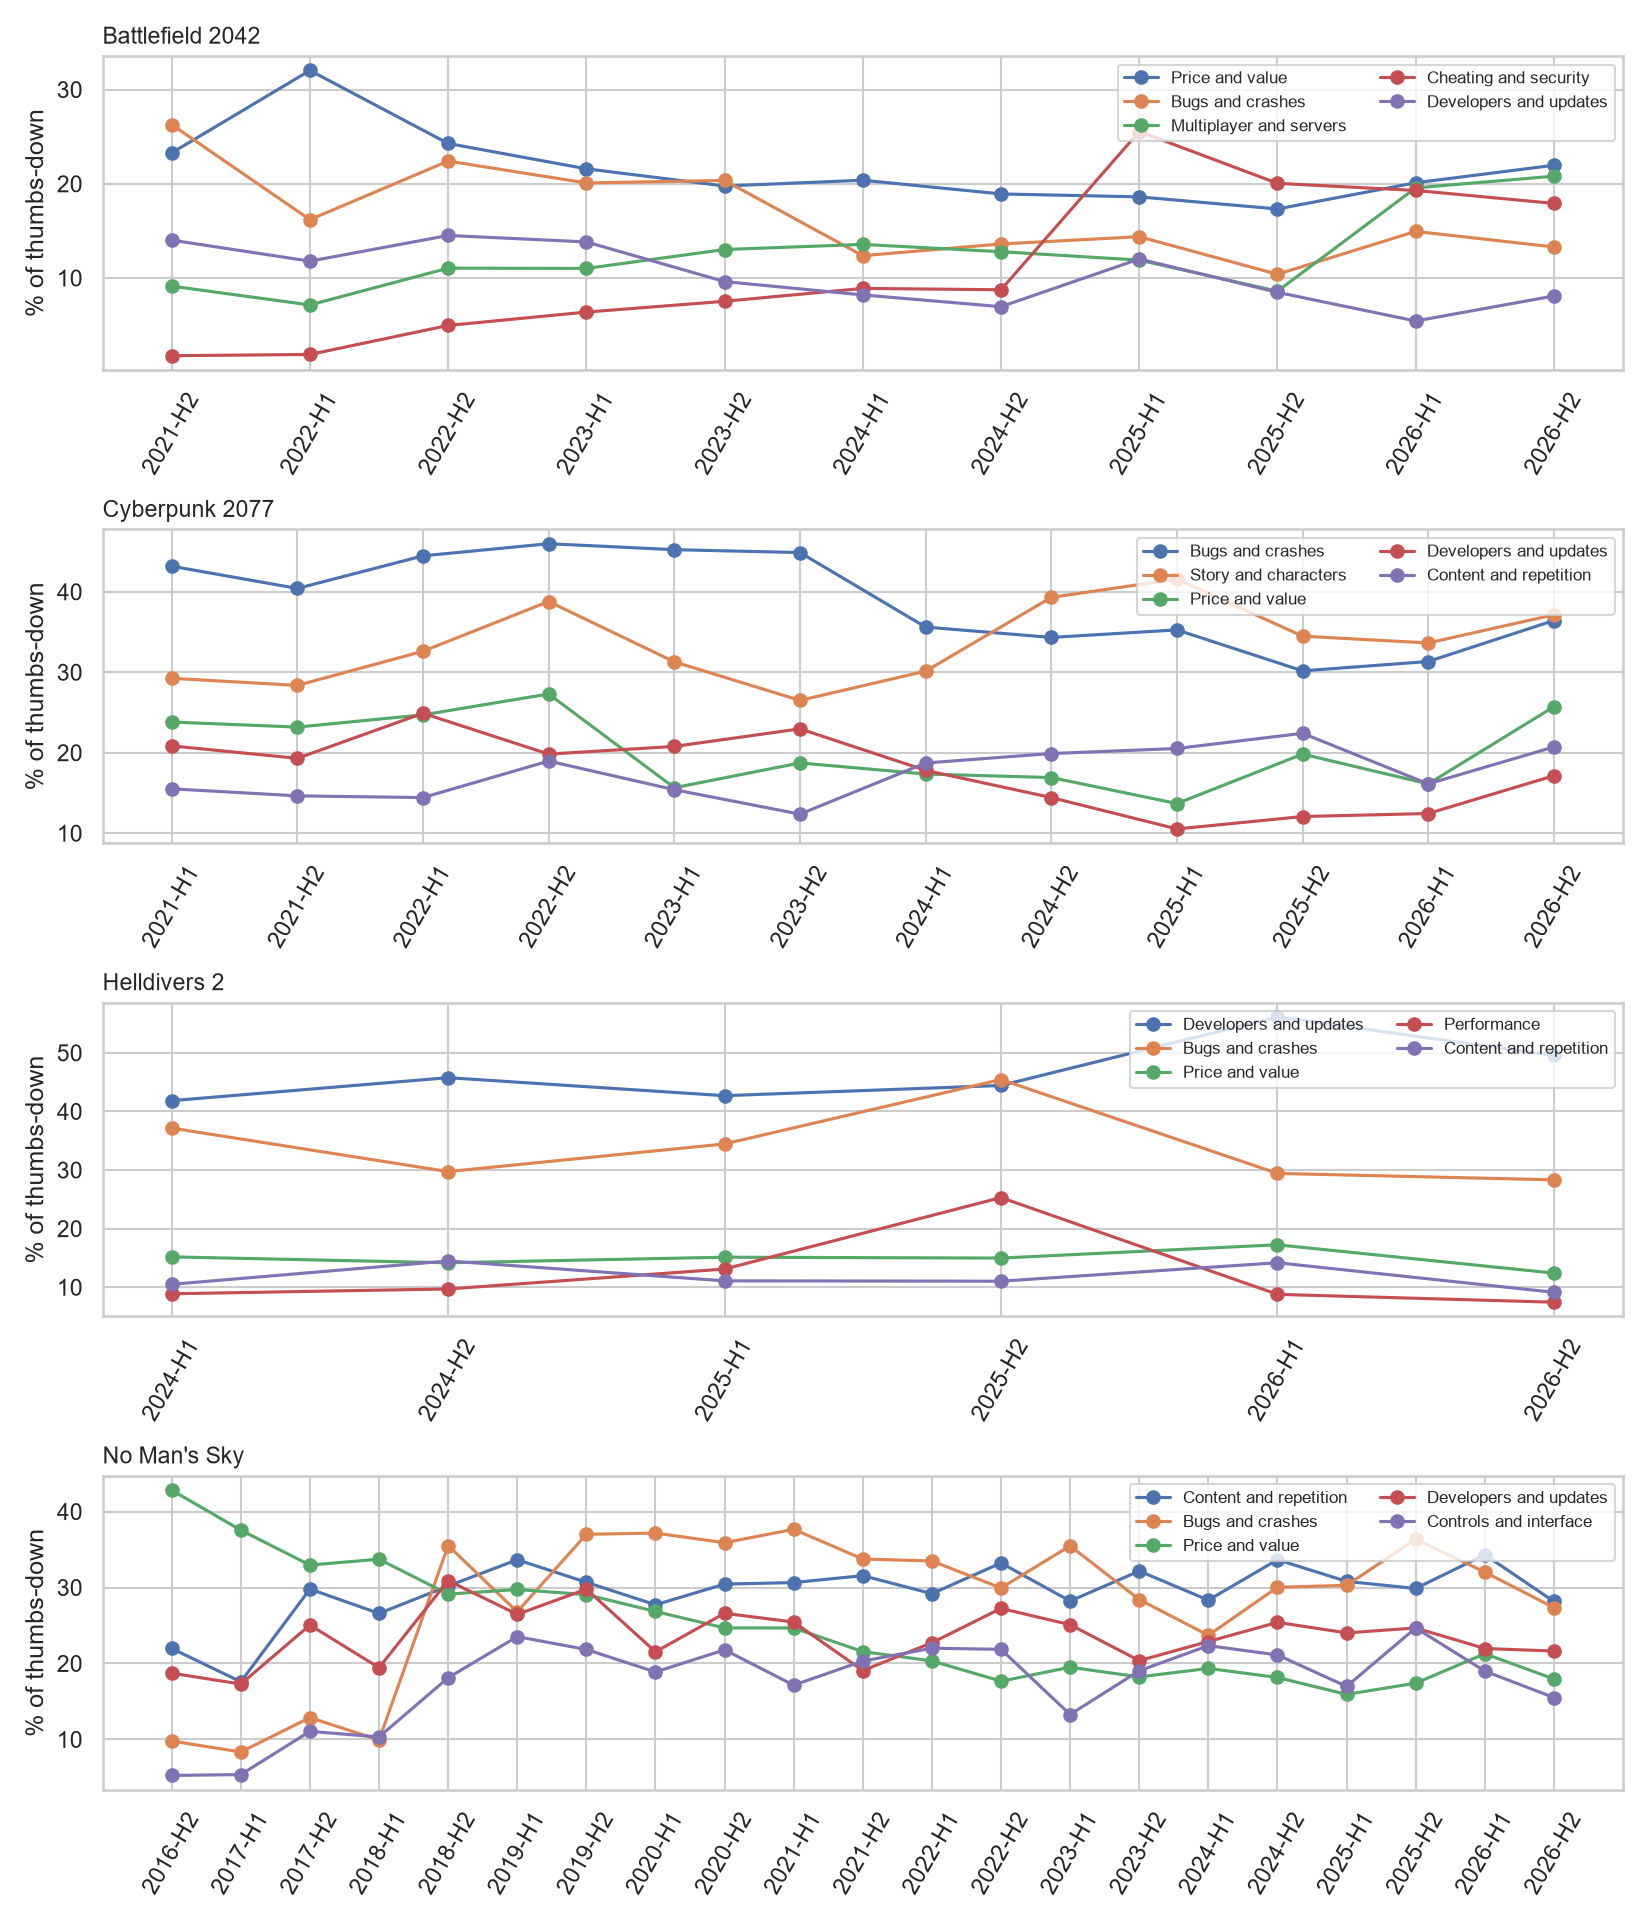 Battlefield 2042
% of thumbs-down
30
20
10
Price and value
Bugs and crashes
Multiplayer and servers
Cheating and security
Developers and updates
2021-H2
2022-H1
2022-H2
2023-H1
2023-H2
2024-H1
2024-H2
2025-H1
2025-H2
2026-H1
2026-H2
Cyberpunk 2077
% of thumbs-down
40
30
20
10
Bugs and crashes
Story and characters
Price and value
Developers and updates
Content and repetition
2021-H1
2021-H2
2022-H1
2022-H2
2023-H1
2023-H2
2024-H1
2024-H2
2025-H1
2025-H2
2026-H1
2026-H2
Helldivers 2
% of thumbs-down
50
40
30
20
10
Developers and updates
Bugs and crashes
Price and value
Performance
Content and repetition
2024-H1
2024-H2
2025-H1
2025-H2
2026-H1
2026-H2
No Man's Sky
% of thumbs-down
40
30
20
10
Content and repetition
Bugs and crashes
Price and value
Developers and updates
Controls and interface
2016-H2
2017-H1
2017-H2
2018-H1
2018-H2
2019-H1
2019-H2
2020-H1
2020-H2
2021-H1
2021-H2
2022-H1
2022-H2
2023-H1
2023-H2
2024-H1
2024-H2
2025-H1
2025-H2
2026-H1
2026-H2